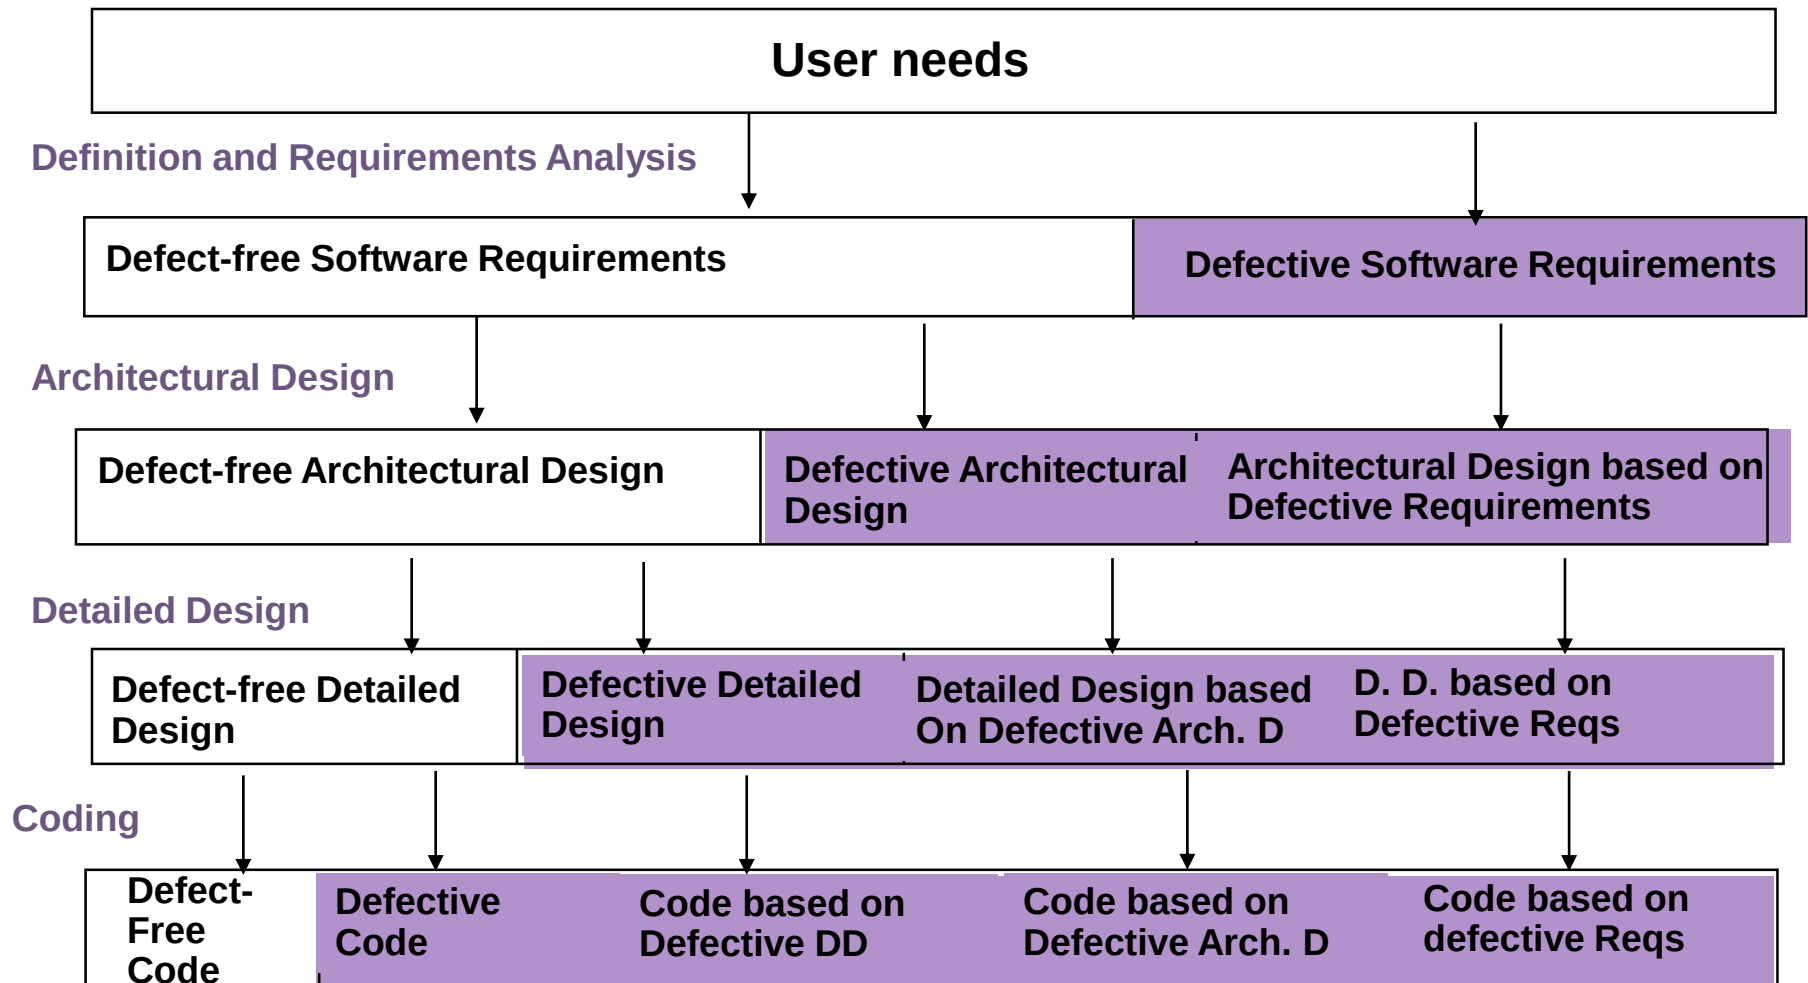 User needs
Definition and Requirements Analysis
Defect-free Software Requirements
Defective Software Requirements
Architectural Design
Defect-free Architectural Design
Defective Architectural
Design
Architectural Design based on
Defective Requirements
Detailed Design
Defect-free Detailed
Design
Defective Detailed
Design
Detailed Design based
On Defective Arch. D
D. D. based on
Defective Reqs
Coding
Defect-
Free
Code
Defective
Code
Code based on
Defective DD
Code based on
Defective Arch. D
Code based on
defective Reqs